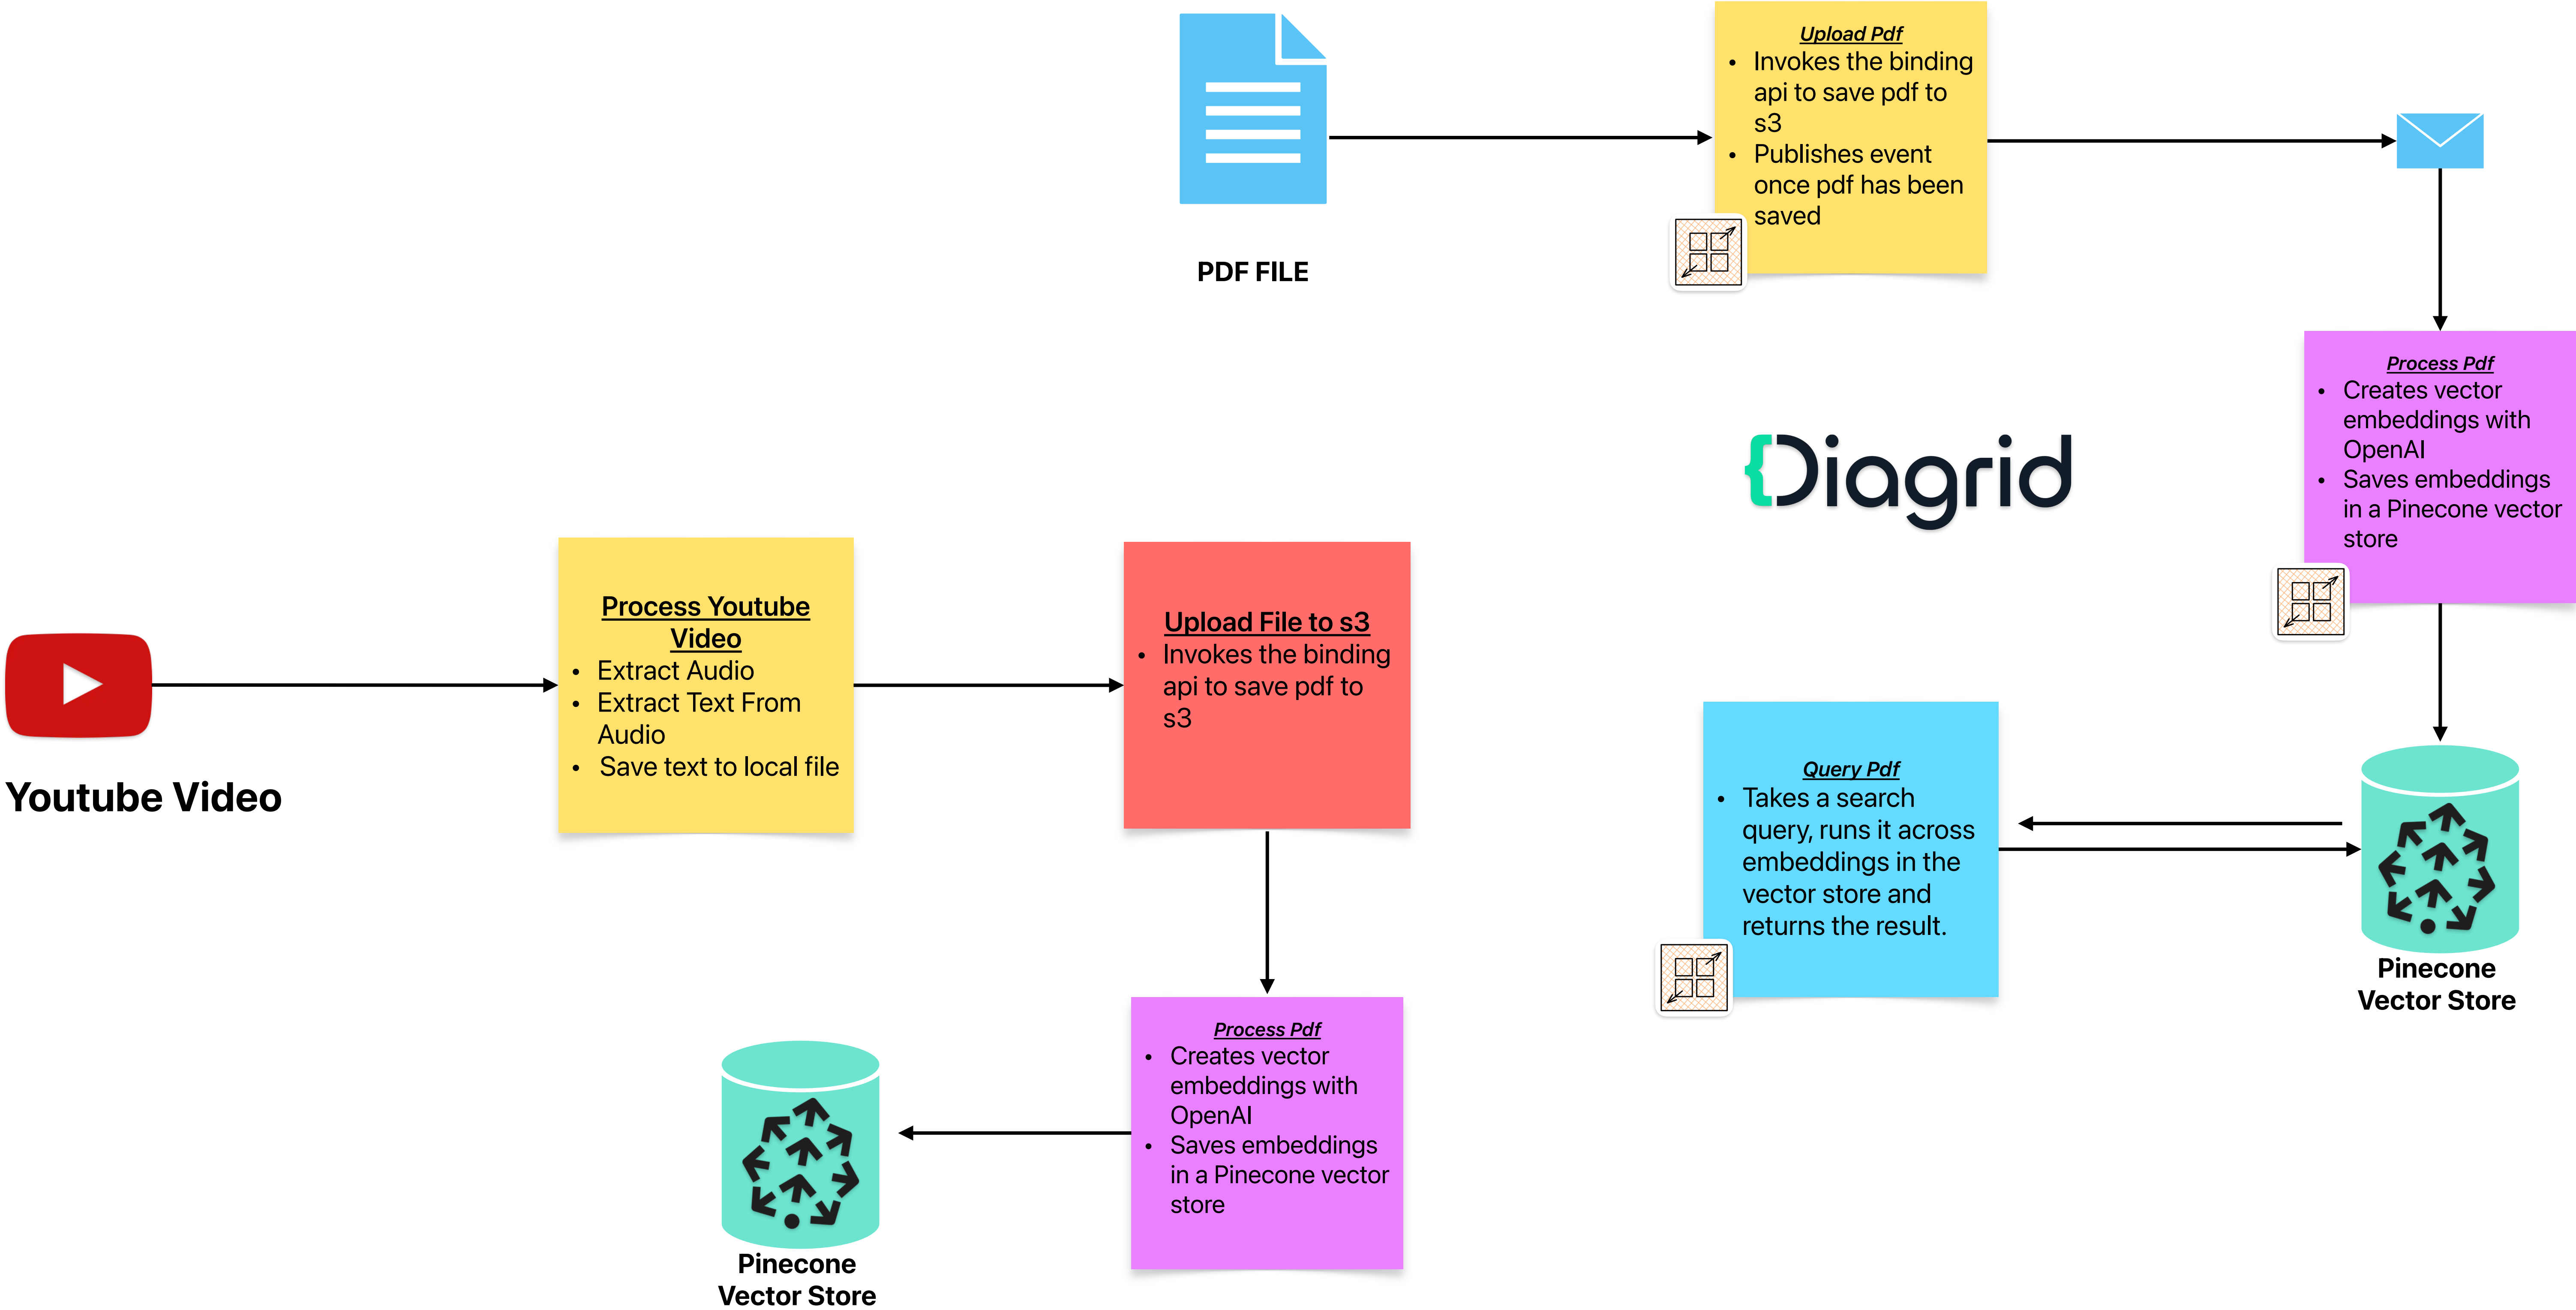 Upload Pdf
• Invokes the binding
api to save pdf to
s3
• Publishes event
once pdf has been
saved
PDF FILE
Process Pdf
• Creates vector
embeddings with
OpenAI
• Saves embeddings
in a Pinecone vector
store
Diagrid
Process Youtube
Video
• Extract Audio
• Extract Text From
Audio
• Save text to local file
Upload File to s3
• Invokes the binding
api to save pdf to
s3
Youtube Video
Query Pdf
• Takes a search
query, runs it across
embeddings in the
vector store and
returns the result.
Pinecone
Vector Store
Process Pdf
• Creates vector
embeddings with
OpenAI
• Saves embeddings
in a Pinecone vector
store
Pinecone
Vector Store